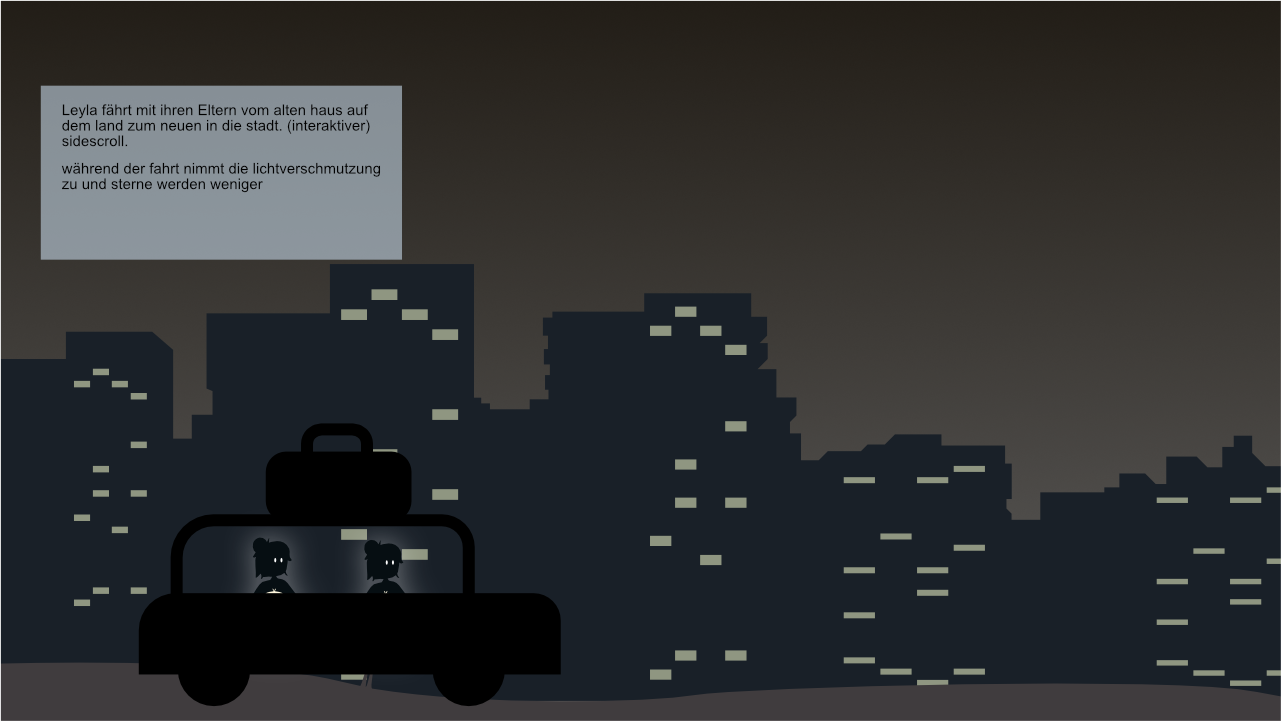 Leyla fährt mit ihren Eltern vom alten haus auf
dem land zum neuen in die stadt. (interaktiver)
sidescroll.
während der fahrt nimmt die lichtverschmutzung
zu und sterne werden weniger